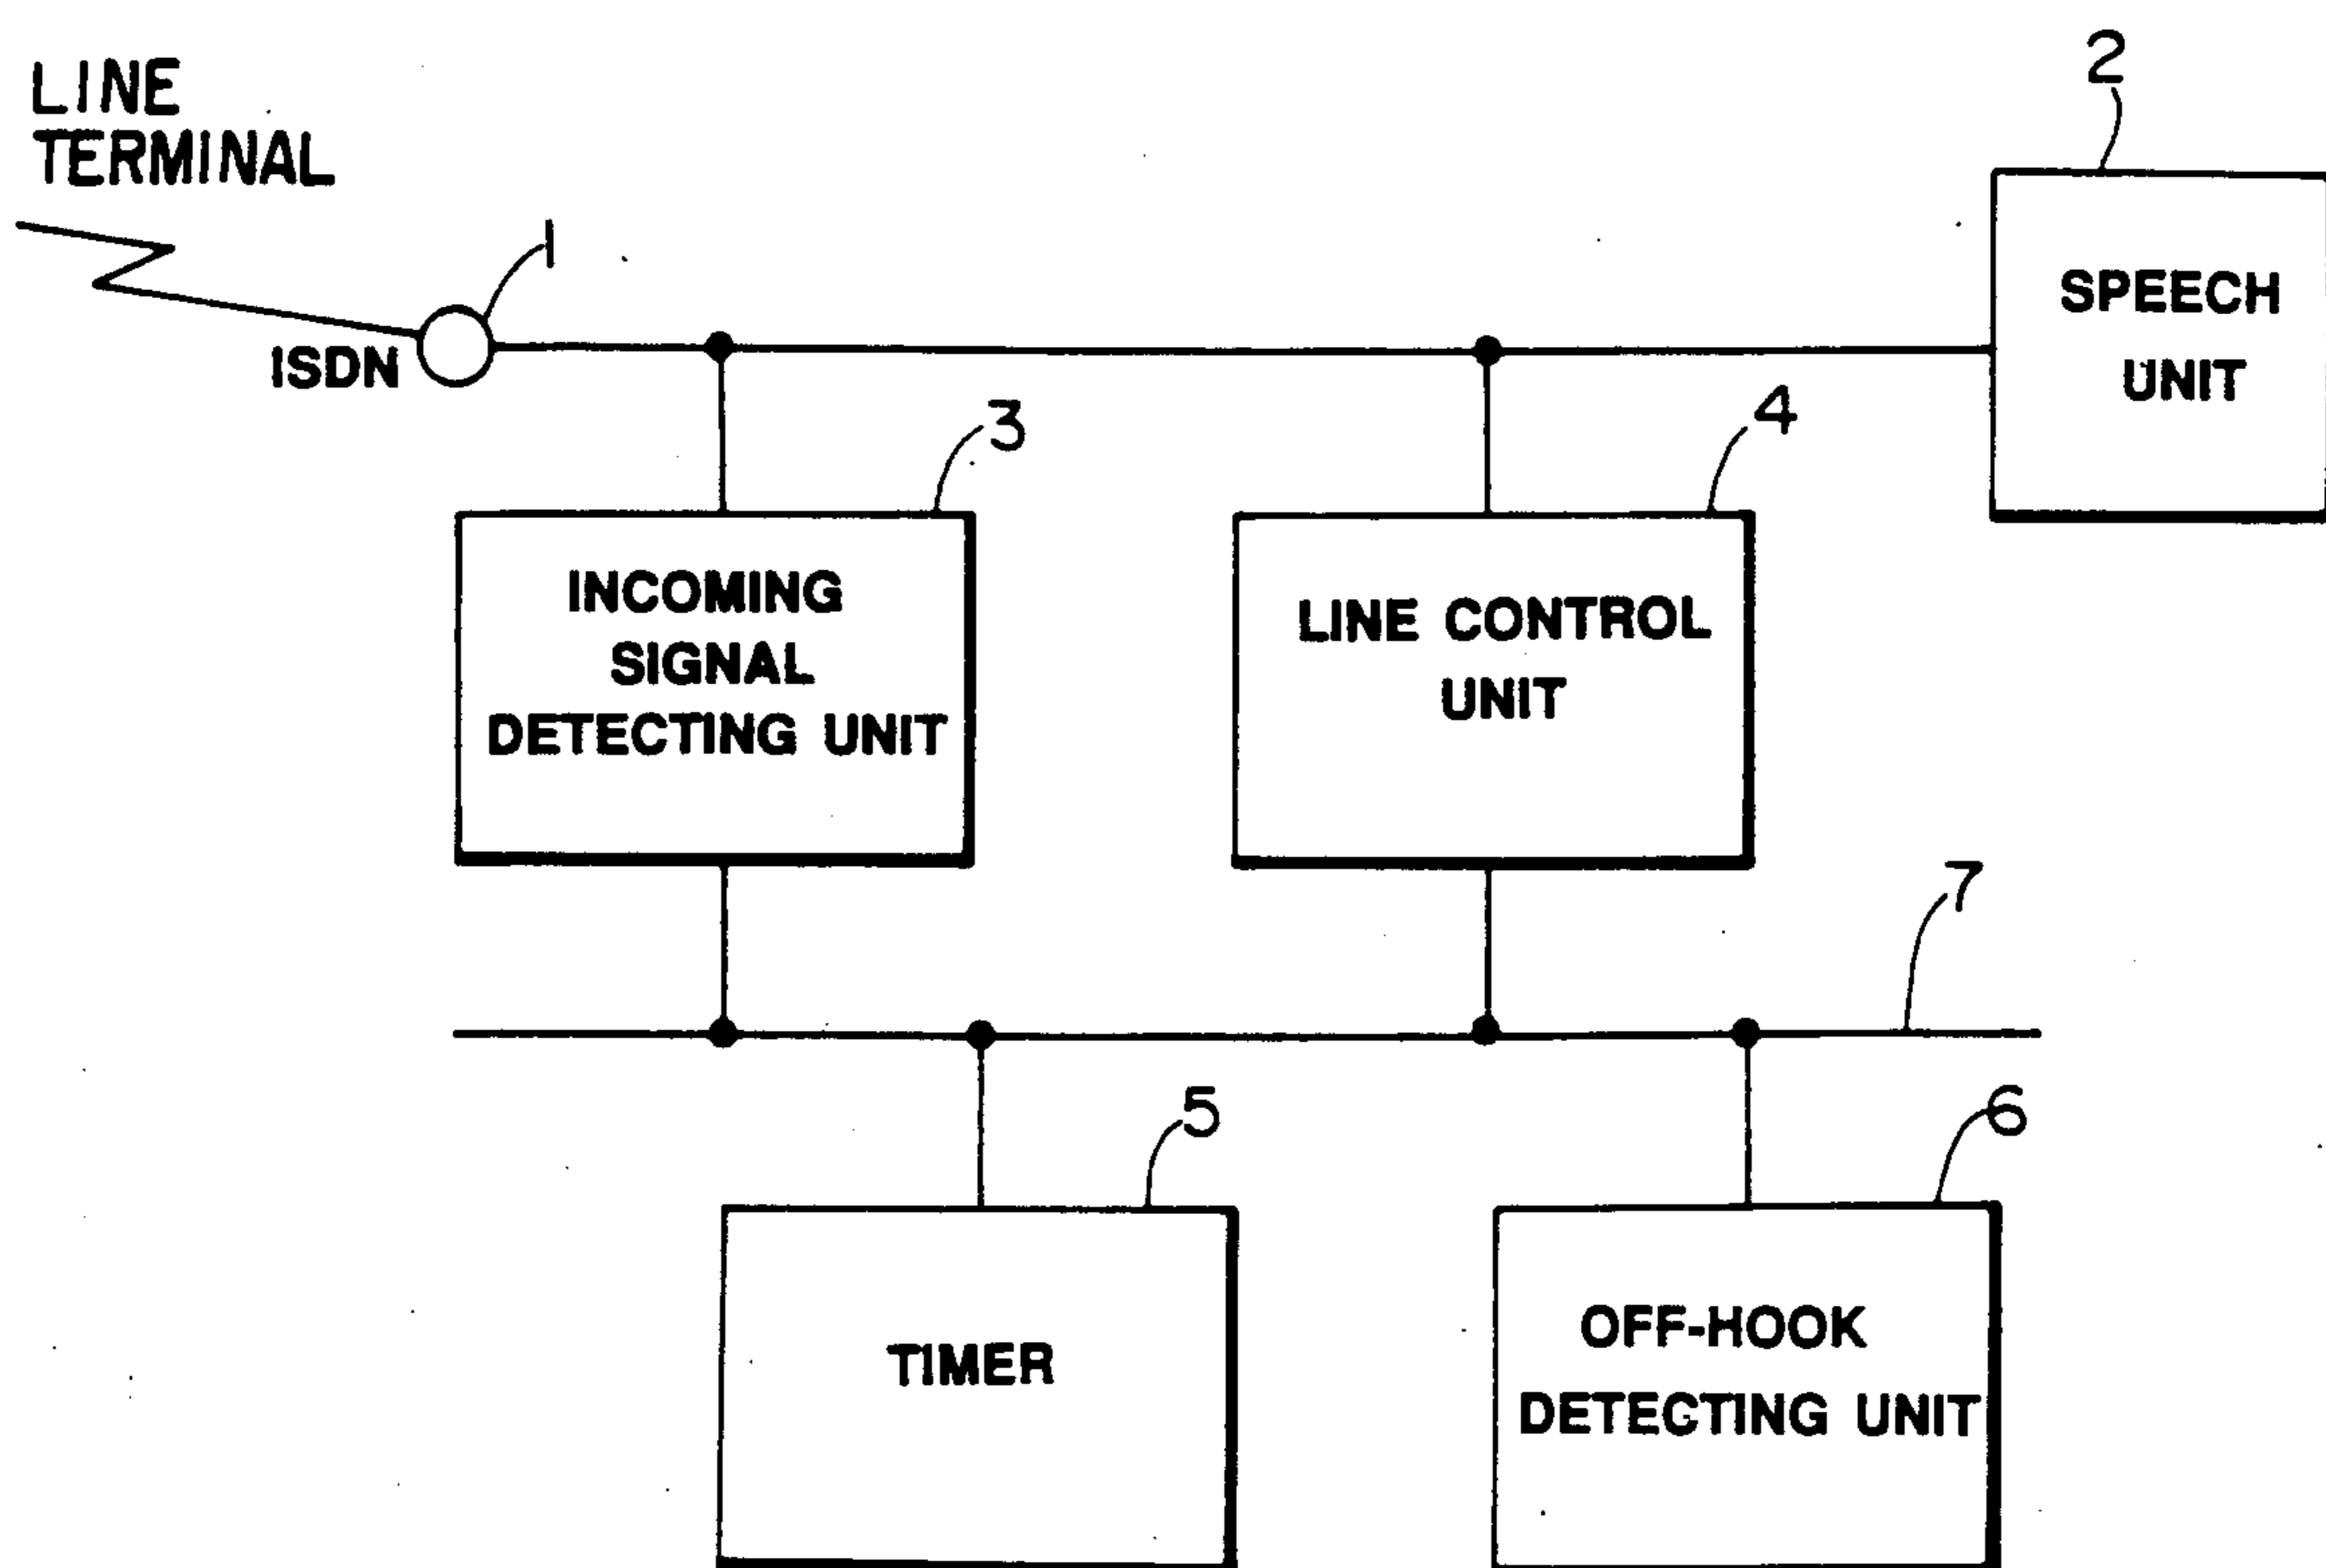 LINE
TERMINAL
1
2
ISDN
SPEECH
UNIT
3
4
INCOMING
SIGNAL
DETECTING UNIT
LINE CONTROL
UNIT
7
5
6
TIMER
OFF-HOOK
DETECTING UNIT